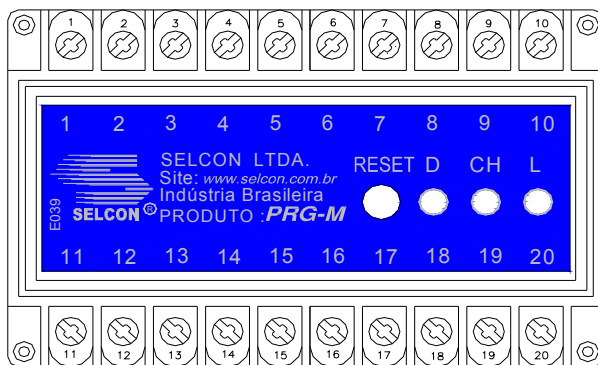 1 2 3 4 5 6 7 8 9 10
1 2 3 4 5 6 7 8 9 10
SELCON LTDA.
Site: www.selcon.com.br
Indústria Brasileira
PRODUTO :PRG-M
RESET D CH L
E039
SELCON ®
11 12 13 14 15 16 17 18 19 20
11 12 13 14 15 16 17 18 19 20